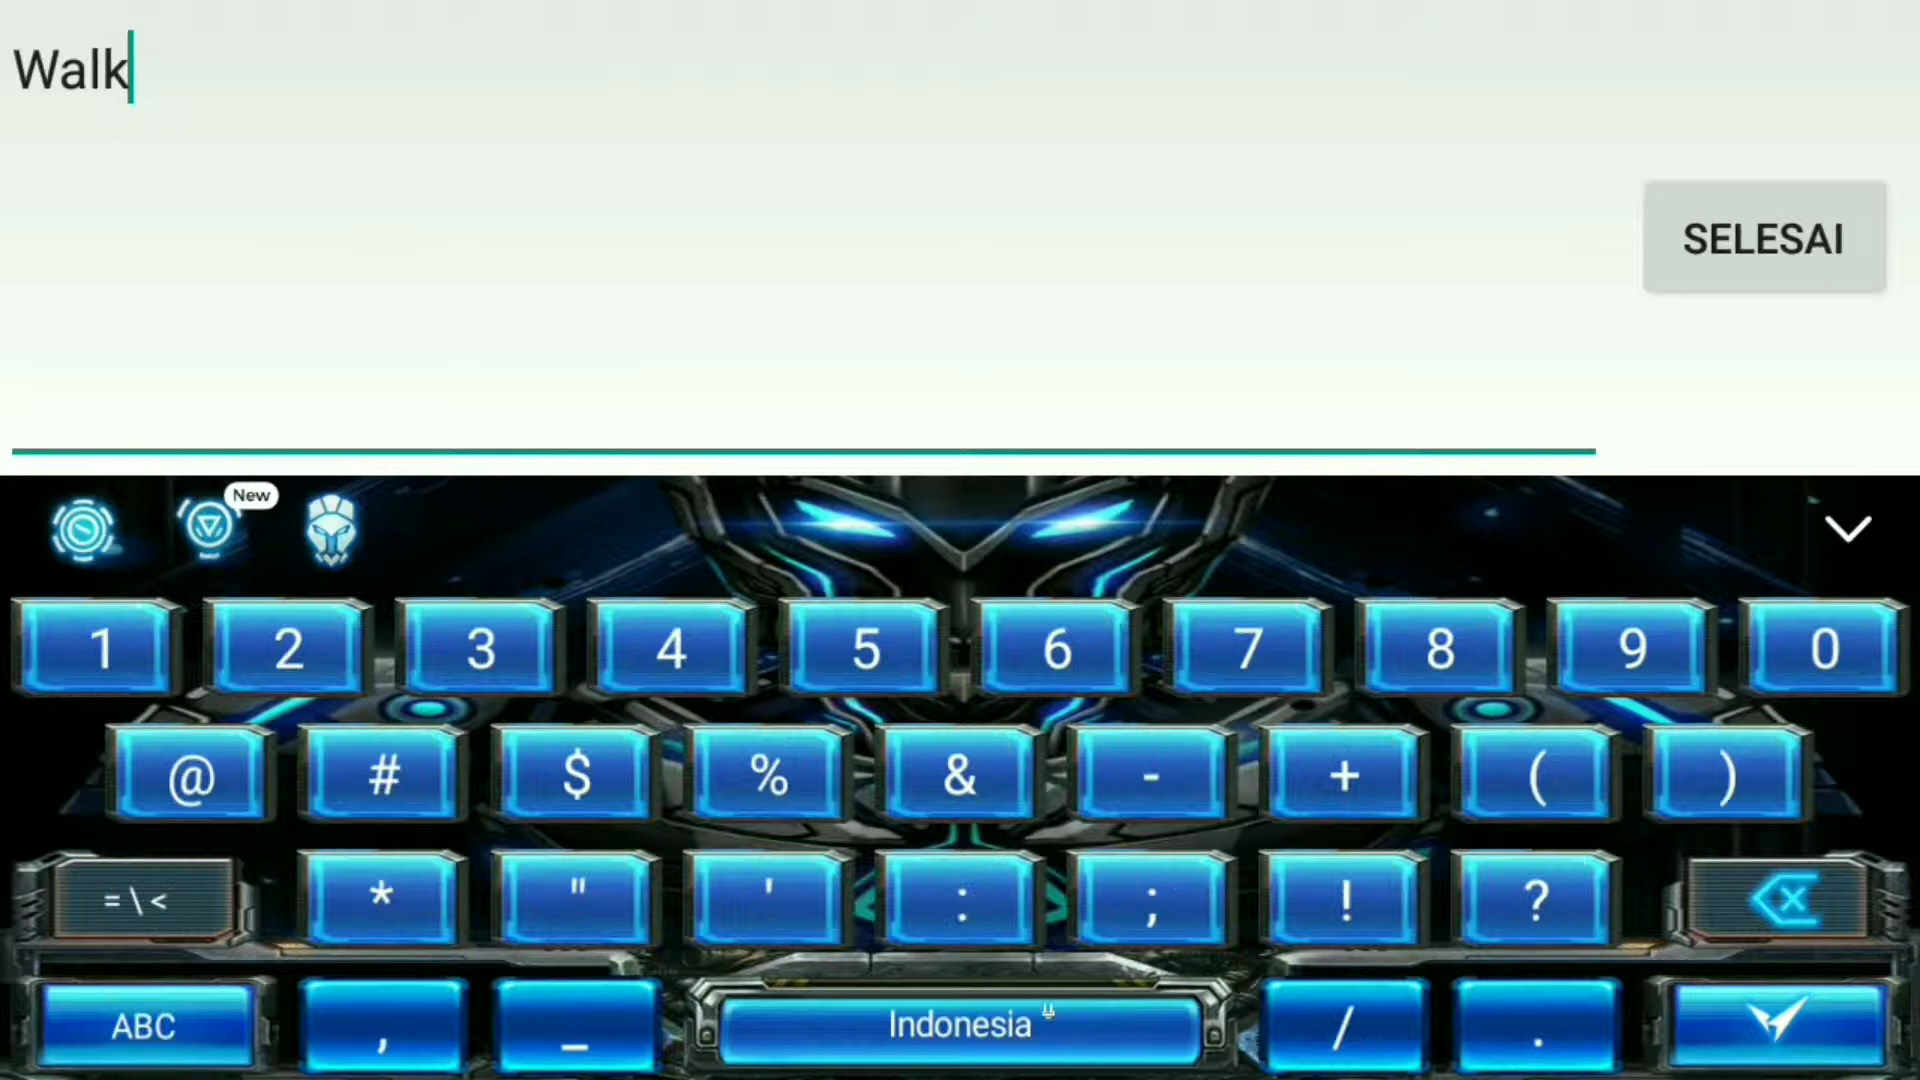 Walk
SELESAI
New
1 2 3 4 5 6 7 8 9 0
@ # $ % & - + ( )
= \ < * " ' : ; ! ?
ABC , _ Indonesia / .